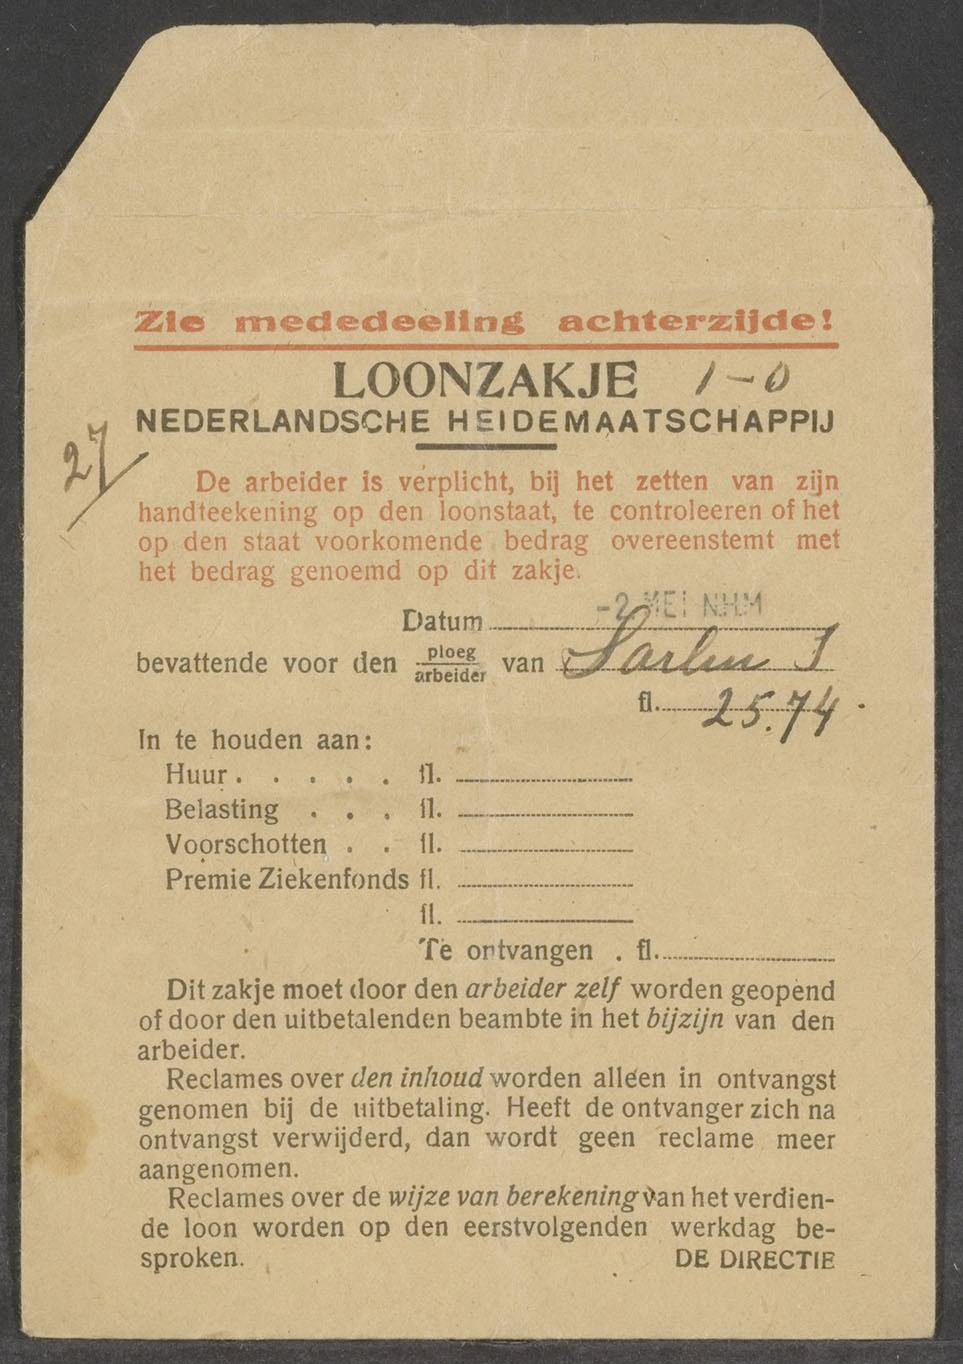 Zie mededeeling achterzijde!
LOONZAKJE 1-0
NEDERLANDSCHE HEIDEMAATSCHAPPIJ
27
De arbeider is verplicht, bij het zetten van zijn
handteekening op den loonstaat, te controleeren of het
op den staat voorkomende bedrag overeenstemt met
het bedrag genoemd op dit zakje.
Datum -2 MEI N.H.M
bevattende voor den ploeg/arbeider van
fl. 25.74
In te houden aan:
Huur . . . . . fl.
Belasting . . . fl.
Voorschotten . . fl.
Premie Ziekenfonds fl.
fl.
Te ontvangen . fl.
Dit zakje moet door den arbeider zelf worden geopend
of door den uitbetalenden beambte in het bijzijn van den
arbeider.
Reclames over den inhoud worden alléen in ontvangst
genomen bij de uitbetaling. Heeft de ontvanger zich na
ontvangst verwijderd, dan wordt geen reclame meer
aangenomen.
Reclames over de wijze van berekening van het verdien-
de loon worden op den eerstvolgenden werkdag be-
sproken. DE DIRECTIE